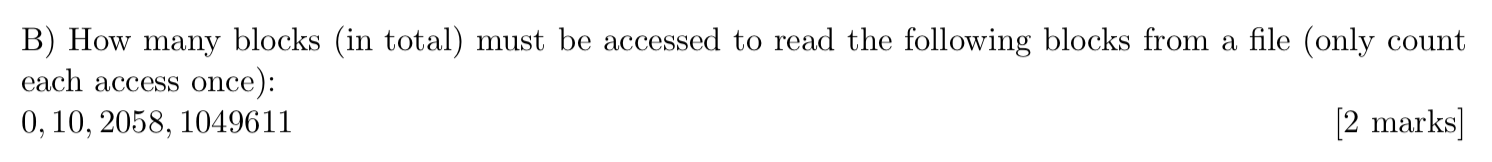 B) How many blocks (in total) must be accessed to read the following blocks from a file (only count
each access once):
0, 10, 2058, 1049611 [2 marks]